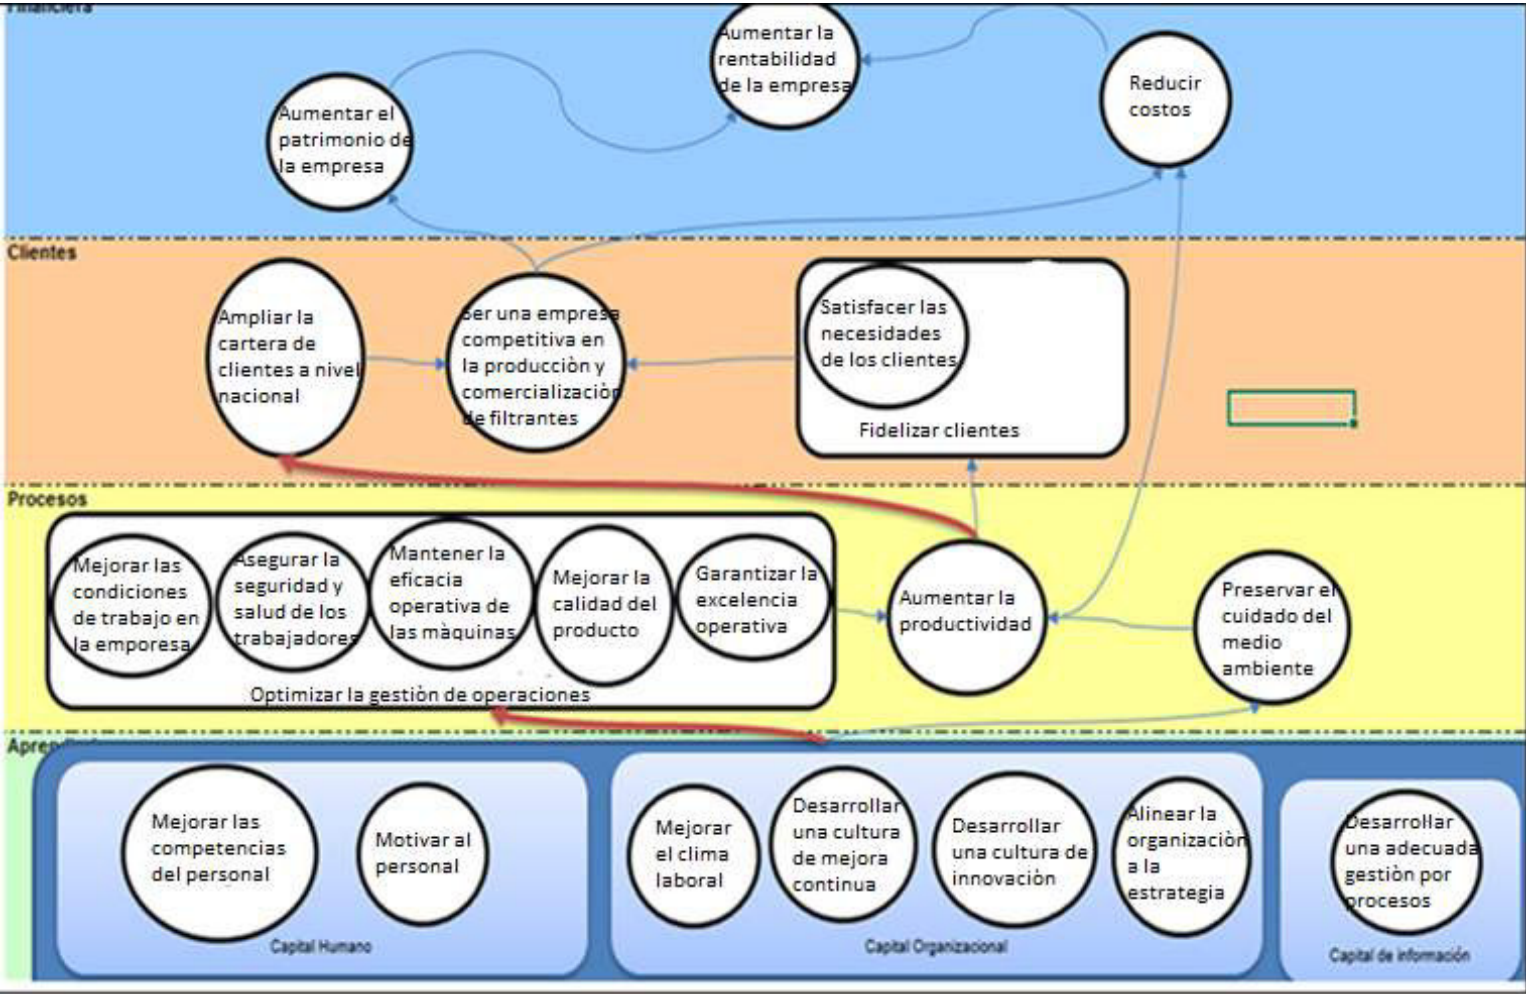 Financiera
Aumentar la
rentabilidad
de la empresa
Reducir
costos
Aumentar el
patrimonio de
la empresa
Clientes
Ampliar la
cartera de
clientes a nivel
nacional
Ser una empresa
competitiva en
la producciòn y
comercializaciòn
de filtrantes
Satisfacer las
necesidades
de los clientes
Fidelizar clientes
Procesos
Mejorar las
condiciones
de trabajo en
la emporesa
Asegurar la
seguridad y
salud de los
trabajadores
Mantener la
eficacia
operativa de
las màquinas
Mejorar la
calidad del
producto
Garantizar la
excelencia
operativa
Optimizar la gestiòn de operaciones
Aumentar la
productividad
Preservar el
cuidado del
medio
ambiente
Mejorar las
competencias
del personal
Motivar al
personal
Capital Humano
Mejorar
el clima
laboral
Desarrollar
una cultura
de mejora
continua
Desarrollar
una cultura de
innovaciòn
Alinear la
organizaciòn
a la
estrategia
Capital Organizacional
Desarrollar
una adecuada
gestiòn por
procesos
Capital de información